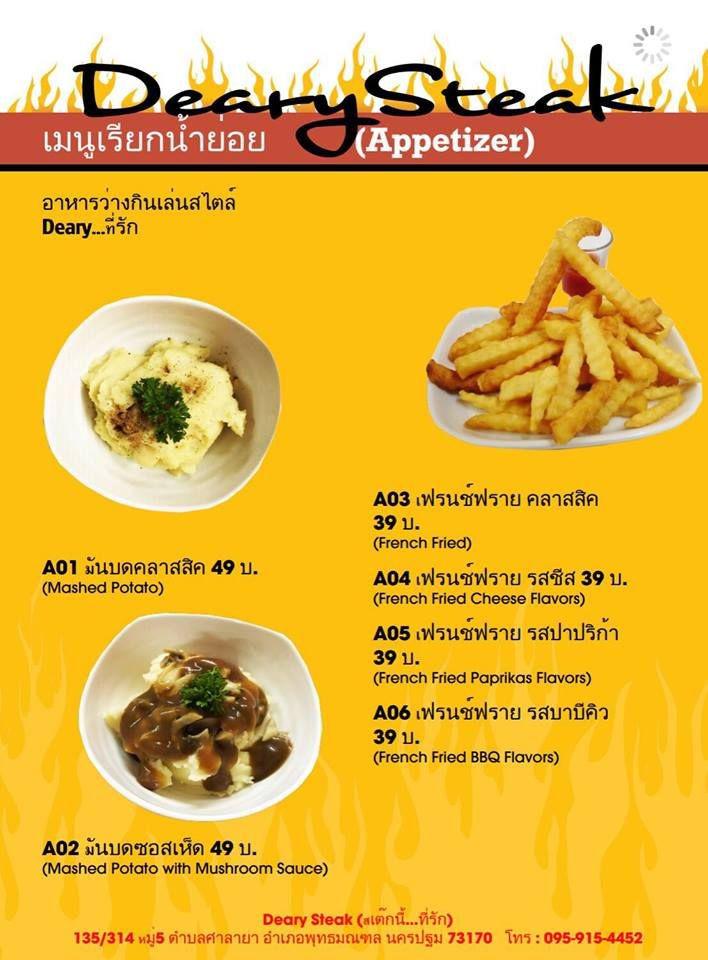 Deary Steak
เมนูเรียกน้ำย่อย (Appetizer)
อาหารว่างกินเล่นสไตล์
Deary...ที่รัก
A01 มันบดคลาสสิค 49 บ.
(Mashed Potato)
A02 มันบดซอสเห็ด 49 บ.
(Mashed Potato with Mushroom Sauce)
A03 เฟรนช์ฟราย คลาสสิค
39 บ.
(French Fried)
A04 เฟรนช์ฟราย รสชีส 39 บ.
(French Fried Cheese Flavors)
A05 เฟรนช์ฟราย รสปาปริก้า
39 บ.
(French Fried Paprikas Flavors)
A06 เฟรนช์ฟราย รสบาบีคิว
39 บ.
(French Fried BBQ Flavors)
Deary Steak (สเต๊กนี้...ที่รัก)
135/314 หมู่5 ตำบลศาลายา อำเภอพุทธมณฑล นครปฐม 73170 โทร : 095-915-4452